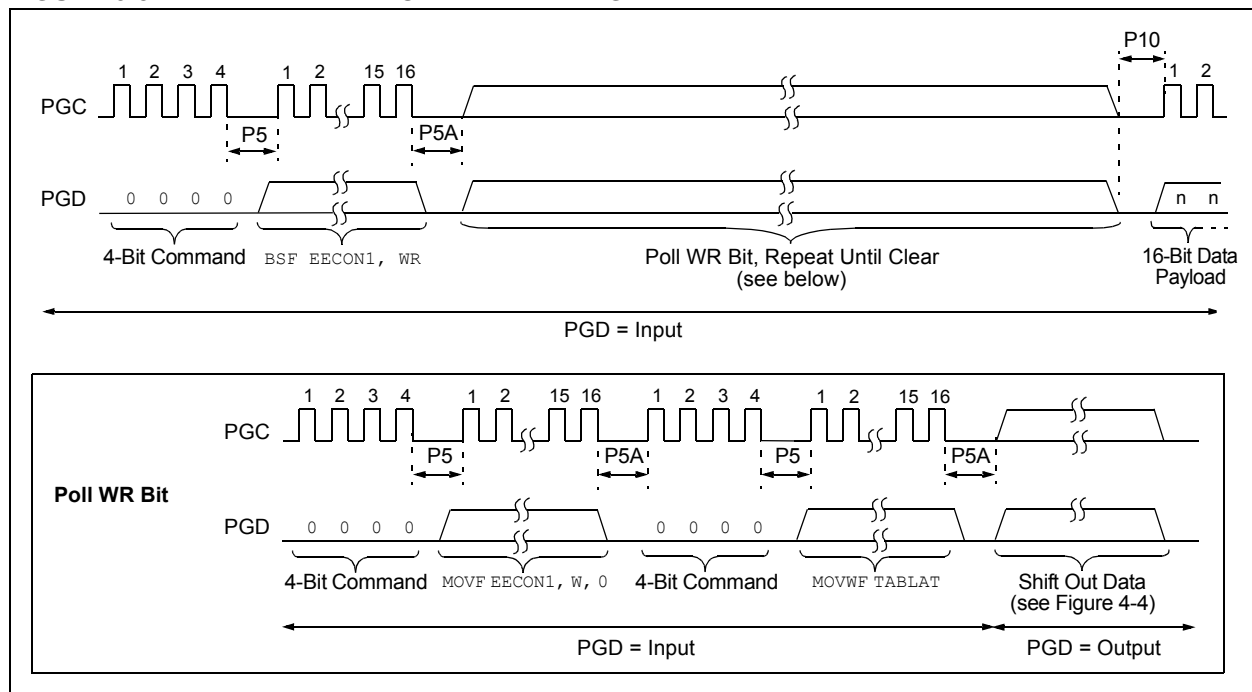 P10
1 2 3 4 1 2 15 16 1 2
PGC
P5 P5A
PGD
0 0 0 0 n n
4-Bit Command BSF EECON1, WR Poll WR Bit, Repeat Until Clear 16-Bit Data
(see below) Payload
PGD = Input
1 2 3 4 1 2 15 16 1 2 3 4 1 2 15 16
PGC
P5 P5A P5 P5A
Poll WR Bit
PGD
0 0 0 0 0 0 0 0
4-Bit Command MOVF EECON1, W, 0 4-Bit Command MOVWF TABLAT Shift Out Data
(see Figure 4-4)
PGD = Input PGD = Output